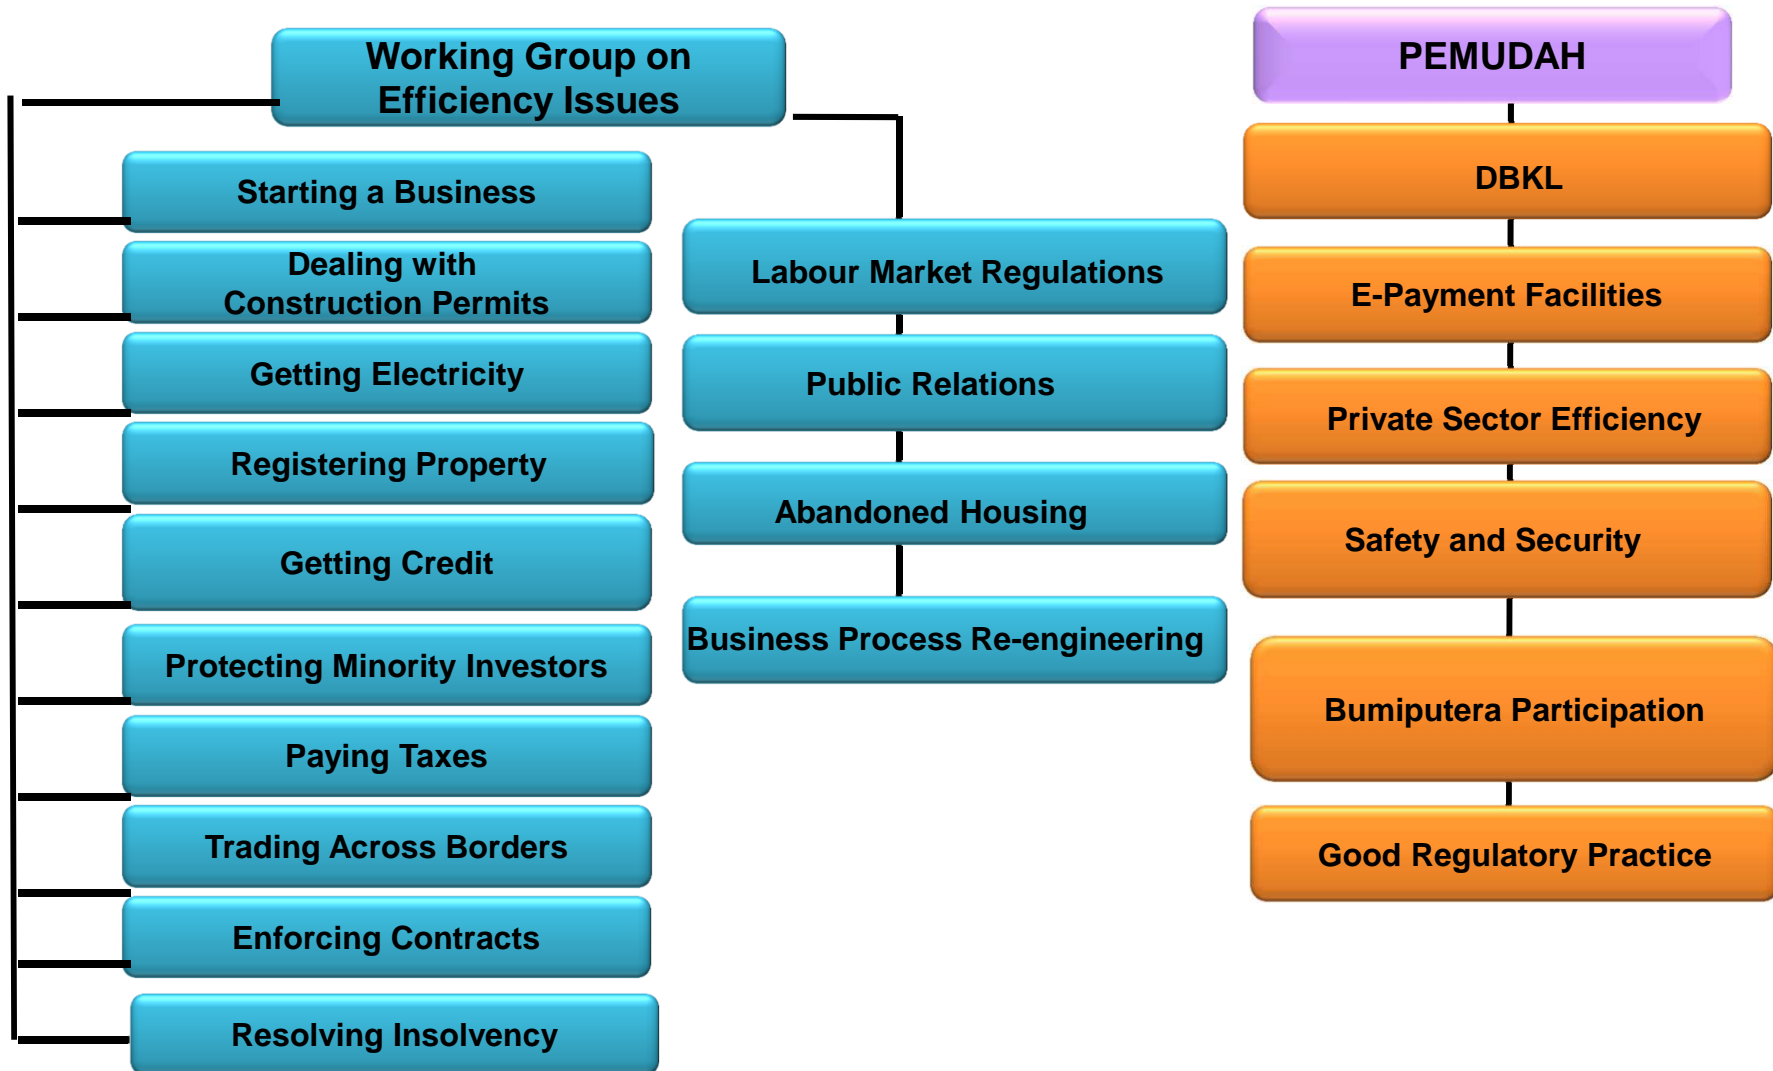 Working Group on
Efficiency Issues
Starting a Business
Dealing with
Construction Permits
Getting Electricity
Registering Property
Getting Credit
Protecting Minority Investors
Paying Taxes
Trading Across Borders
Enforcing Contracts
Resolving Insolvency
Labour Market Regulations
Public Relations
Abandoned Housing
Business Process Re-engineering
PEMUDAH
DBKL
E-Payment Facilities
Private Sector Efficiency
Safety and Security
Bumiputera Participation
Good Regulatory Practice